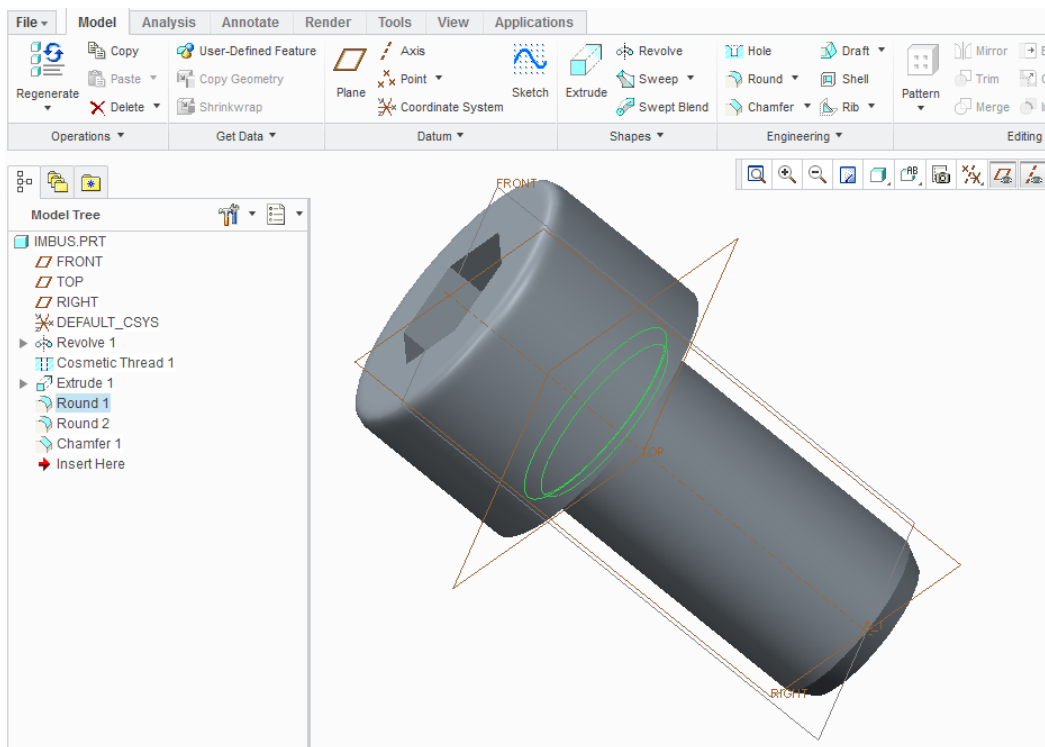 File Model Analysis Annotate Render Tools View Applications
Regenerate Copy Paste Delete
Operations
User-Defined Feature Copy Geometry Shrinkwrap
Get Data
Plane Axis Point Coordinate System Sketch
Datum
Extrude Revolve Sweep Swept Blend
Shapes
Hole Round Chamfer Draft Shell Rib
Engineering
Pattern Mirror Trim Merge
Editing
Model Tree
IMBUS.PRT
FRONT
TOP
RIGHT
DEFAULT_CSYS
Revolve 1
Cosmetic Thread 1
Extrude 1
Round 1
Round 2
Chamfer 1
Insert Here
FRONT
TOP
RIGHT